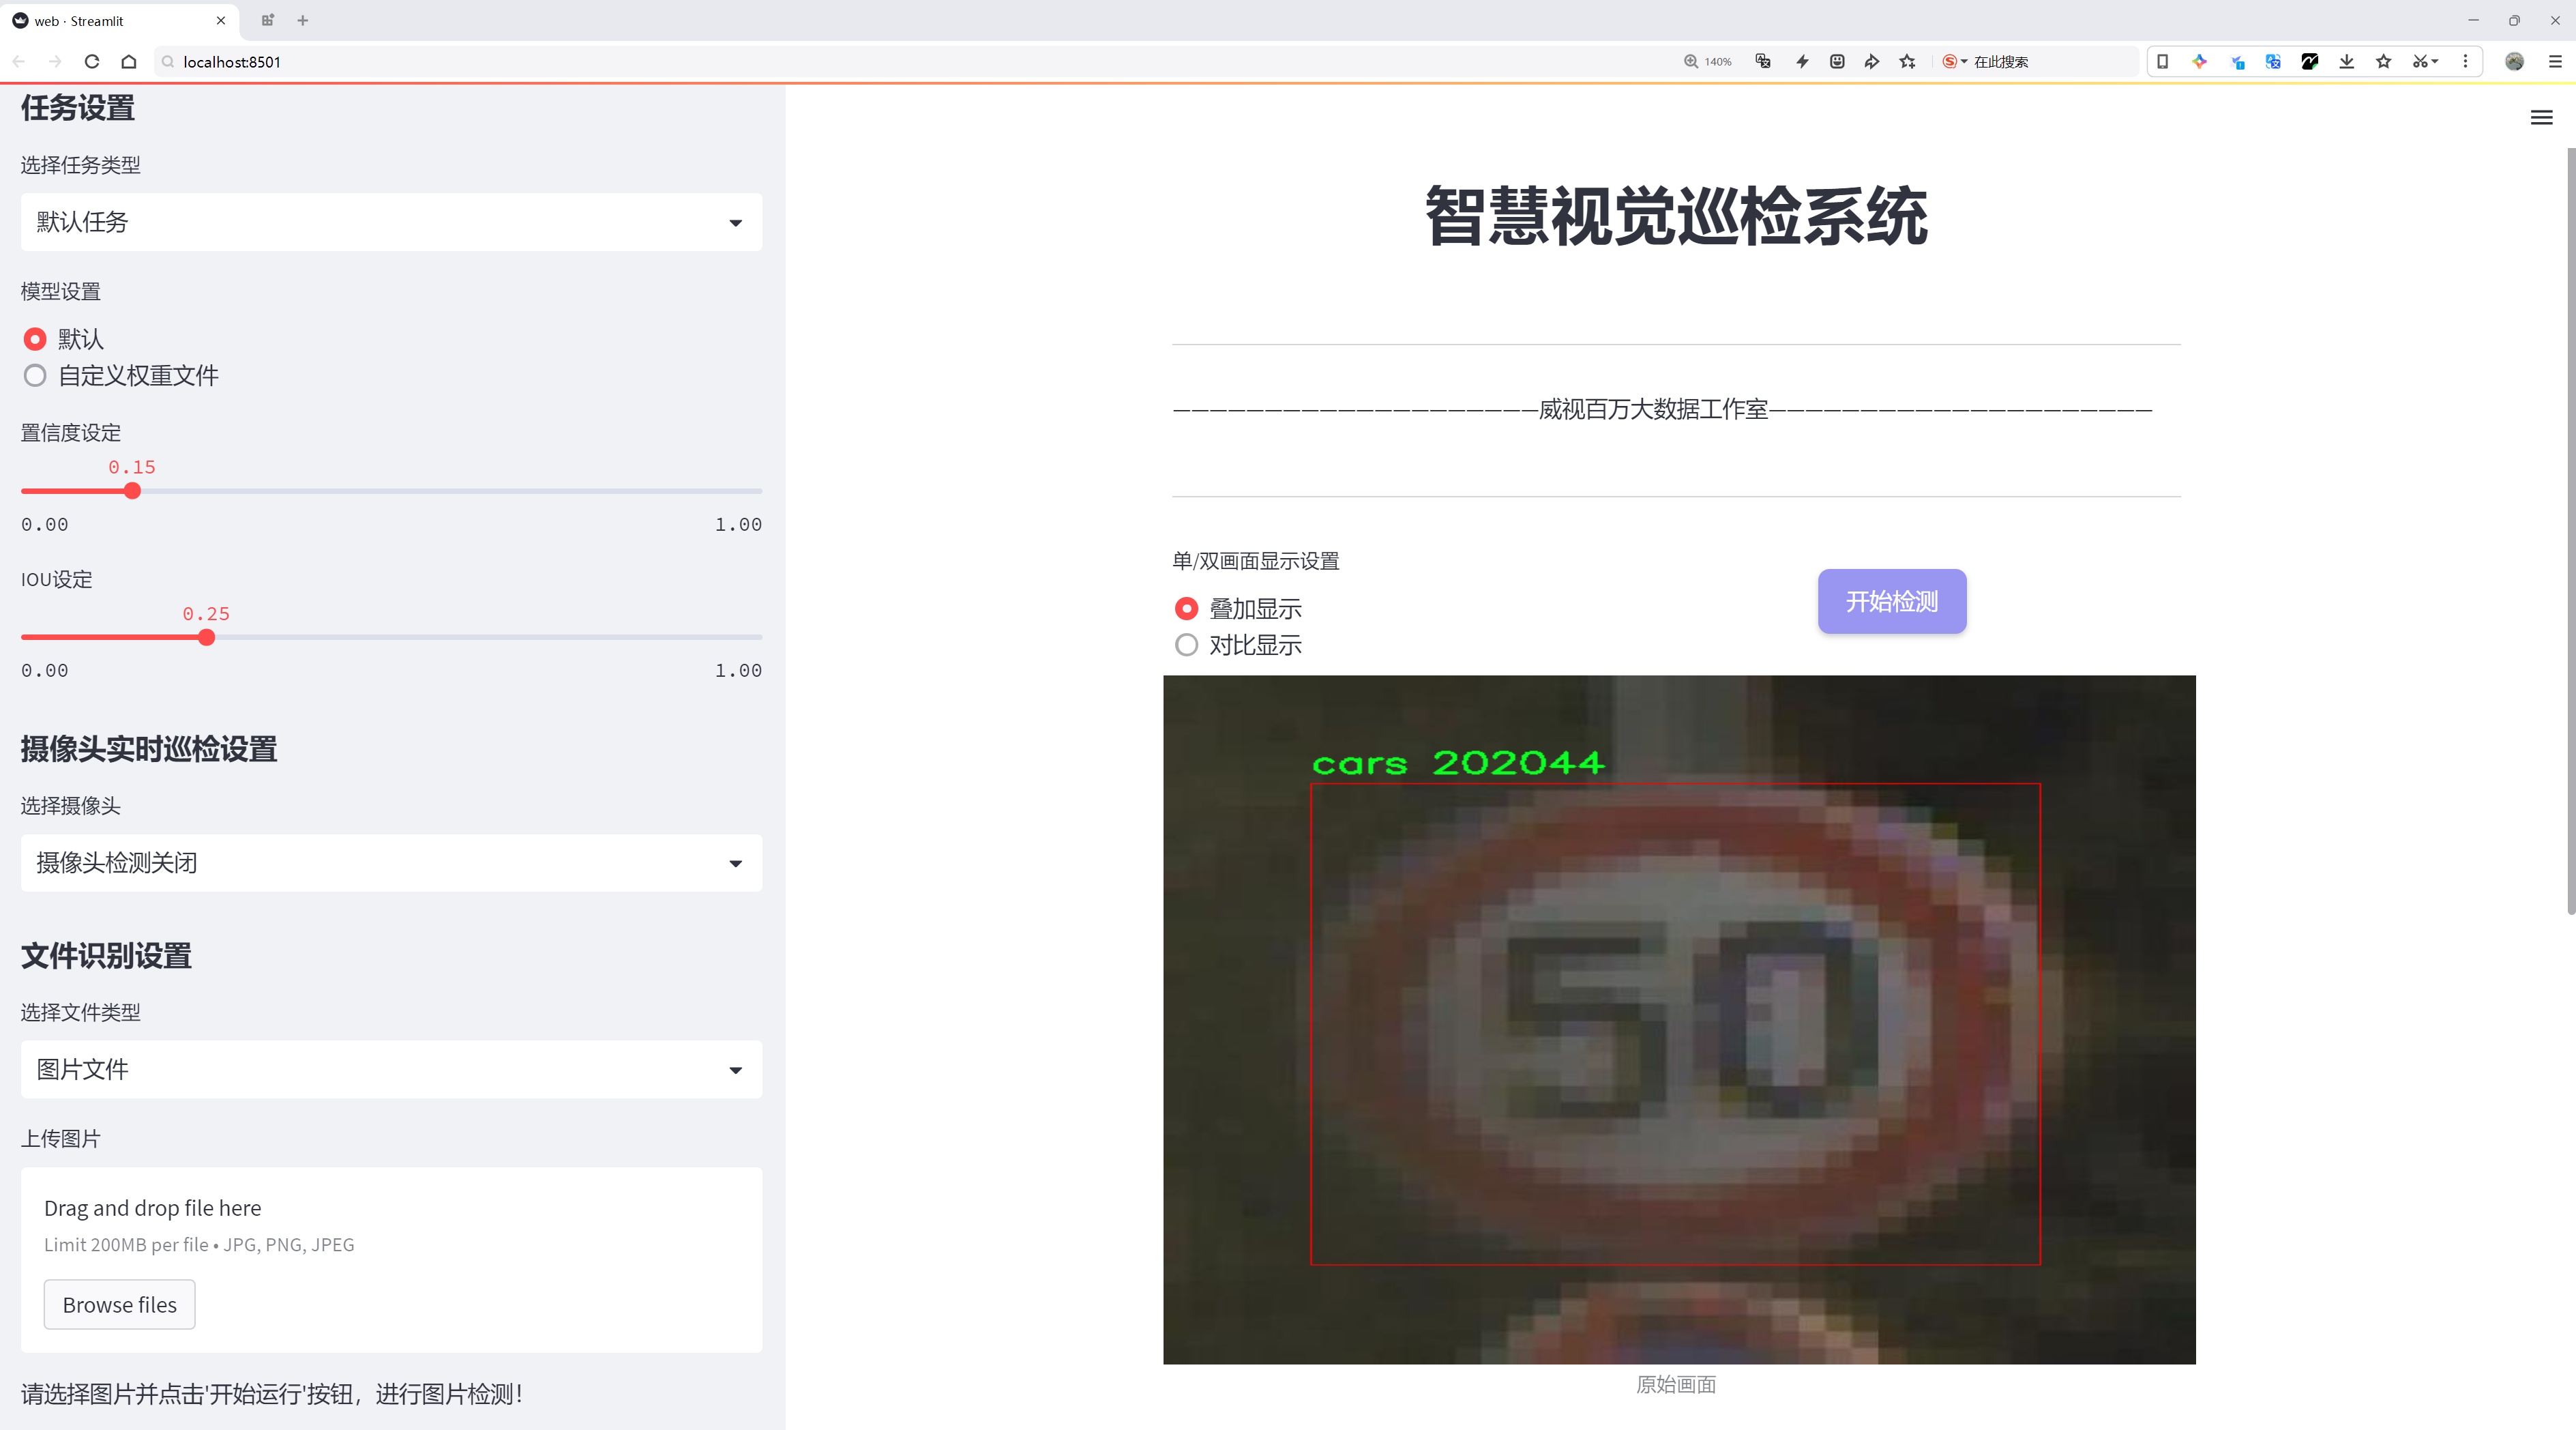 web · Streamlit
localhost:8501
140%
在此搜索
任务设置
选择任务类型
默认任务
模型设置
默认
自定义权重文件
置信度设定
0.15
0.00 1.00
IOU设定
0.25
0.00 1.00
摄像头实时巡检设置
选择摄像头
摄像头检测关闭
文件识别设置
选择文件类型
图片文件
上传图片
Drag and drop file here
Limit 200MB per file • JPG, PNG, JPEG
Browse files
请选择图片并点击'开始运行'按钮，进行图片检测！
智慧视觉巡检系统
————————————————————威视百万大数据工作室—————————————————————
单/双画面显示设置
叠加显示
对比显示
开始检测
cars 202044
50
原始画面